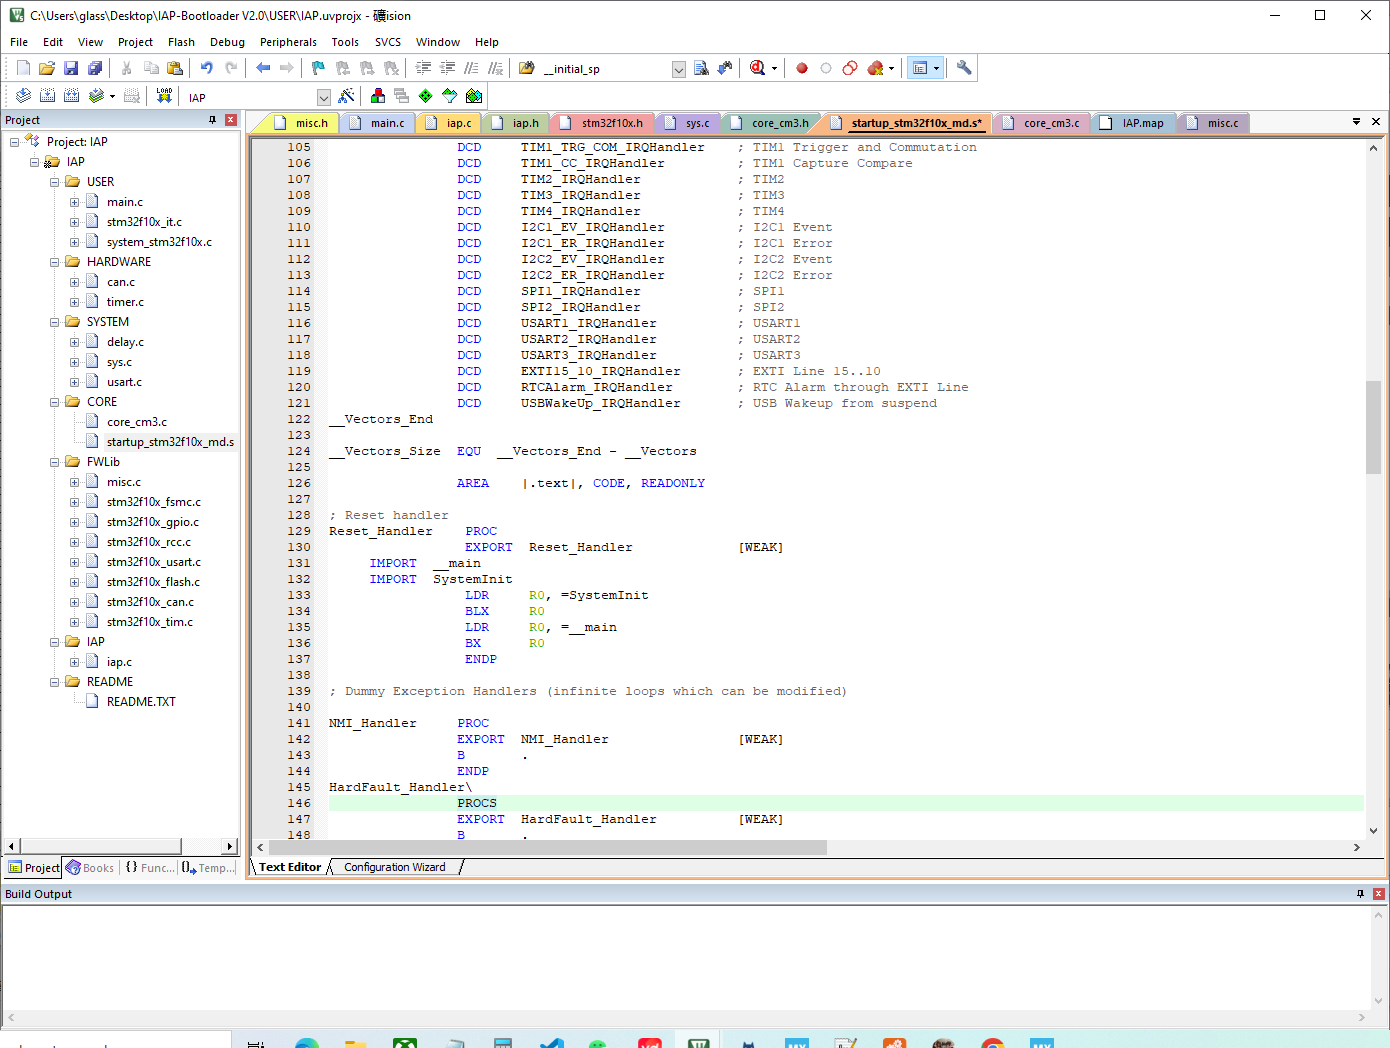 C:\Users\glass\Desktop\IAP-Bootloader V2.0\USER\IAP.uvprojx - 礦ision
File Edit View Project Flash Debug Peripherals Tools SVCS Window Help
__initial_sp
LOAD IAP
Project
Project: IAP
IAP
USER
main.c
stm32f10x_it.c
system_stm32f10x.c
HARDWARE
can.c
timer.c
SYSTEM
delay.c
sys.c
usart.c
CORE
core_cm3.c
startup_stm32f10x_md.s
FWLib
misc.c
stm32f10x_fsmc.c
stm32f10x_gpio.c
stm32f10x_rcc.c
stm32f10x_usart.c
stm32f10x_flash.c
stm32f10x_can.c
stm32f10x_tim.c
IAP
iap.c
README
README.TXT
Project Books {} Func... {} Temp...
misc.h main.c iap.c iap.h stm32f10x.h sys.c core_cm3.h startup_stm32f10x_md.s* core_cm3.c IAP.map misc.c
105 DCD TIM1_TRG_COM_IRQHandler ; TIM1 Trigger and Commutation
106 DCD TIM1_CC_IRQHandler ; TIM1 Capture Compare
107 DCD TIM2_IRQHandler ; TIM2
108 DCD TIM3_IRQHandler ; TIM3
109 DCD TIM4_IRQHandler ; TIM4
110 DCD I2C1_EV_IRQHandler ; I2C1 Event
111 DCD I2C1_ER_IRQHandler ; I2C1 Error
112 DCD I2C2_EV_IRQHandler ; I2C2 Event
113 DCD I2C2_ER_IRQHandler ; I2C2 Error
114 DCD SPI1_IRQHandler ; SPI1
115 DCD SPI2_IRQHandler ; SPI2
116 DCD USART1_IRQHandler ; USART1
117 DCD USART2_IRQHandler ; USART2
118 DCD USART3_IRQHandler ; USART3
119 DCD EXTI15_10_IRQHandler ; EXTI Line 15..10
120 DCD RTCAlarm_IRQHandler ; RTC Alarm through EXTI Line
121 DCD USBWakeUp_IRQHandler ; USB Wakeup from suspend
122 __Vectors_End
123
124 __Vectors_Size EQU __Vectors_End - __Vectors
125
126 AREA |.text|, CODE, READONLY
127
128 ; Reset handler
129 Reset_Handler PROC
130 EXPORT Reset_Handler [WEAK]
131 IMPORT __main
132 IMPORT SystemInit
133 LDR R0, =SystemInit
134 BLX R0
135 LDR R0, =__main
136 BX R0
137 ENDP
138
139 ; Dummy Exception Handlers (infinite loops which can be modified)
140
141 NMI_Handler PROC
142 EXPORT NMI_Handler [WEAK]
143 B .
144 ENDP
145 HardFault_Handler\
146 PROCS
147 EXPORT HardFault_Handler [WEAK]
148 B .
Text Editor Configuration Wizard
Build Output